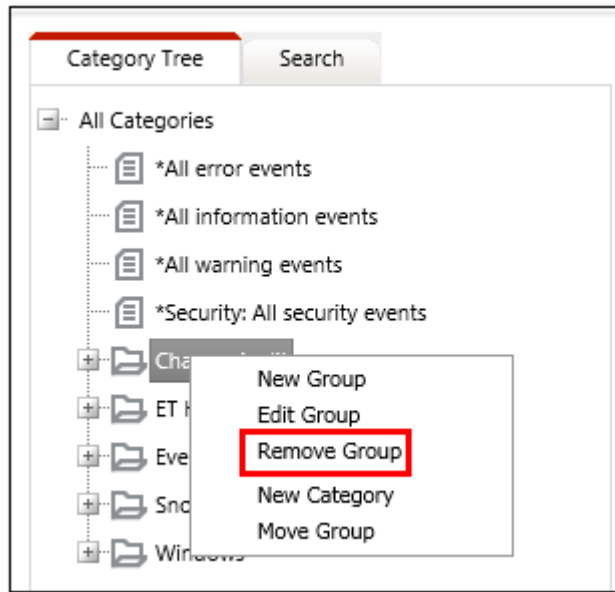 Category Tree
Search
All Categories
*All error events
*All information events
*All warning events
*Security: All security events
New Group
Edit Group
ET
Remove Group
New Category
Move Group
Windows